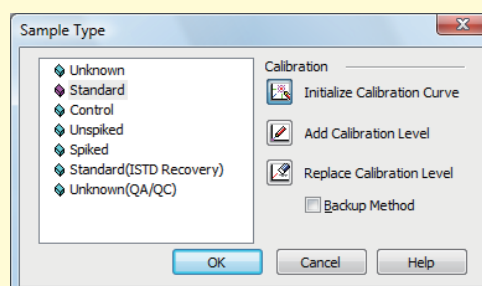 Sample Type
Unknown
Standard
Control
Unspiked
Spiked
Standard(ISTD Recovery)
Unknown(QA/QC)
Calibration
Initialize Calibration Curve
Add Calibration Level
Replace Calibration Level
Backup Method
OK Cancel Help